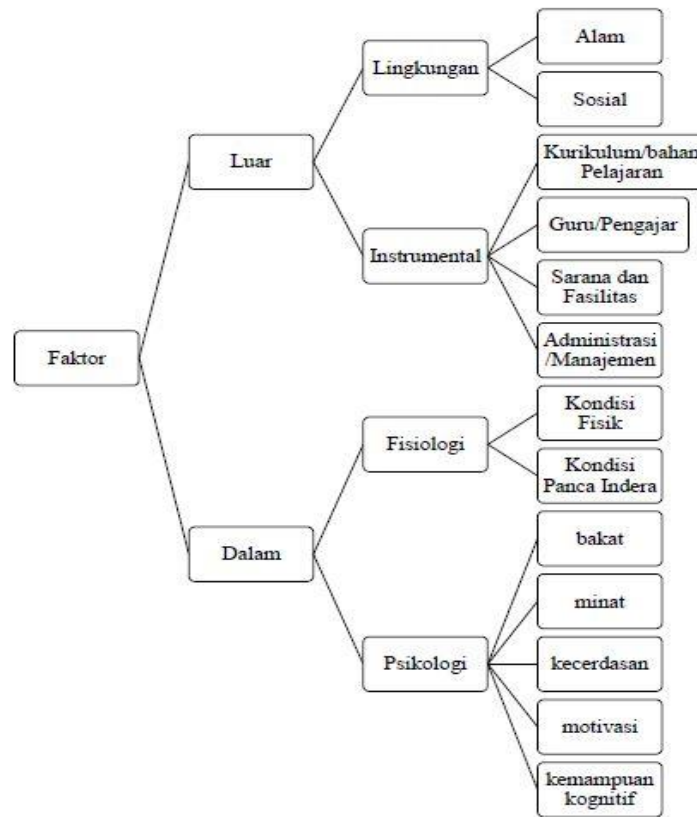 Faktor
Luar
Lingkungan
Alam
Sosial
Instrumental
Kurikulum/bahan
Pelajaran
Guru/Pengajar
Sarana dan
Fasilitas
Administrasi
/Manajemen
Dalam
Fisiologi
Kondisi
Fisik
Kondisi
Panca Indera
Psikologi
bakat
minat
kecerdasan
motivasi
kemampuan
kognitif